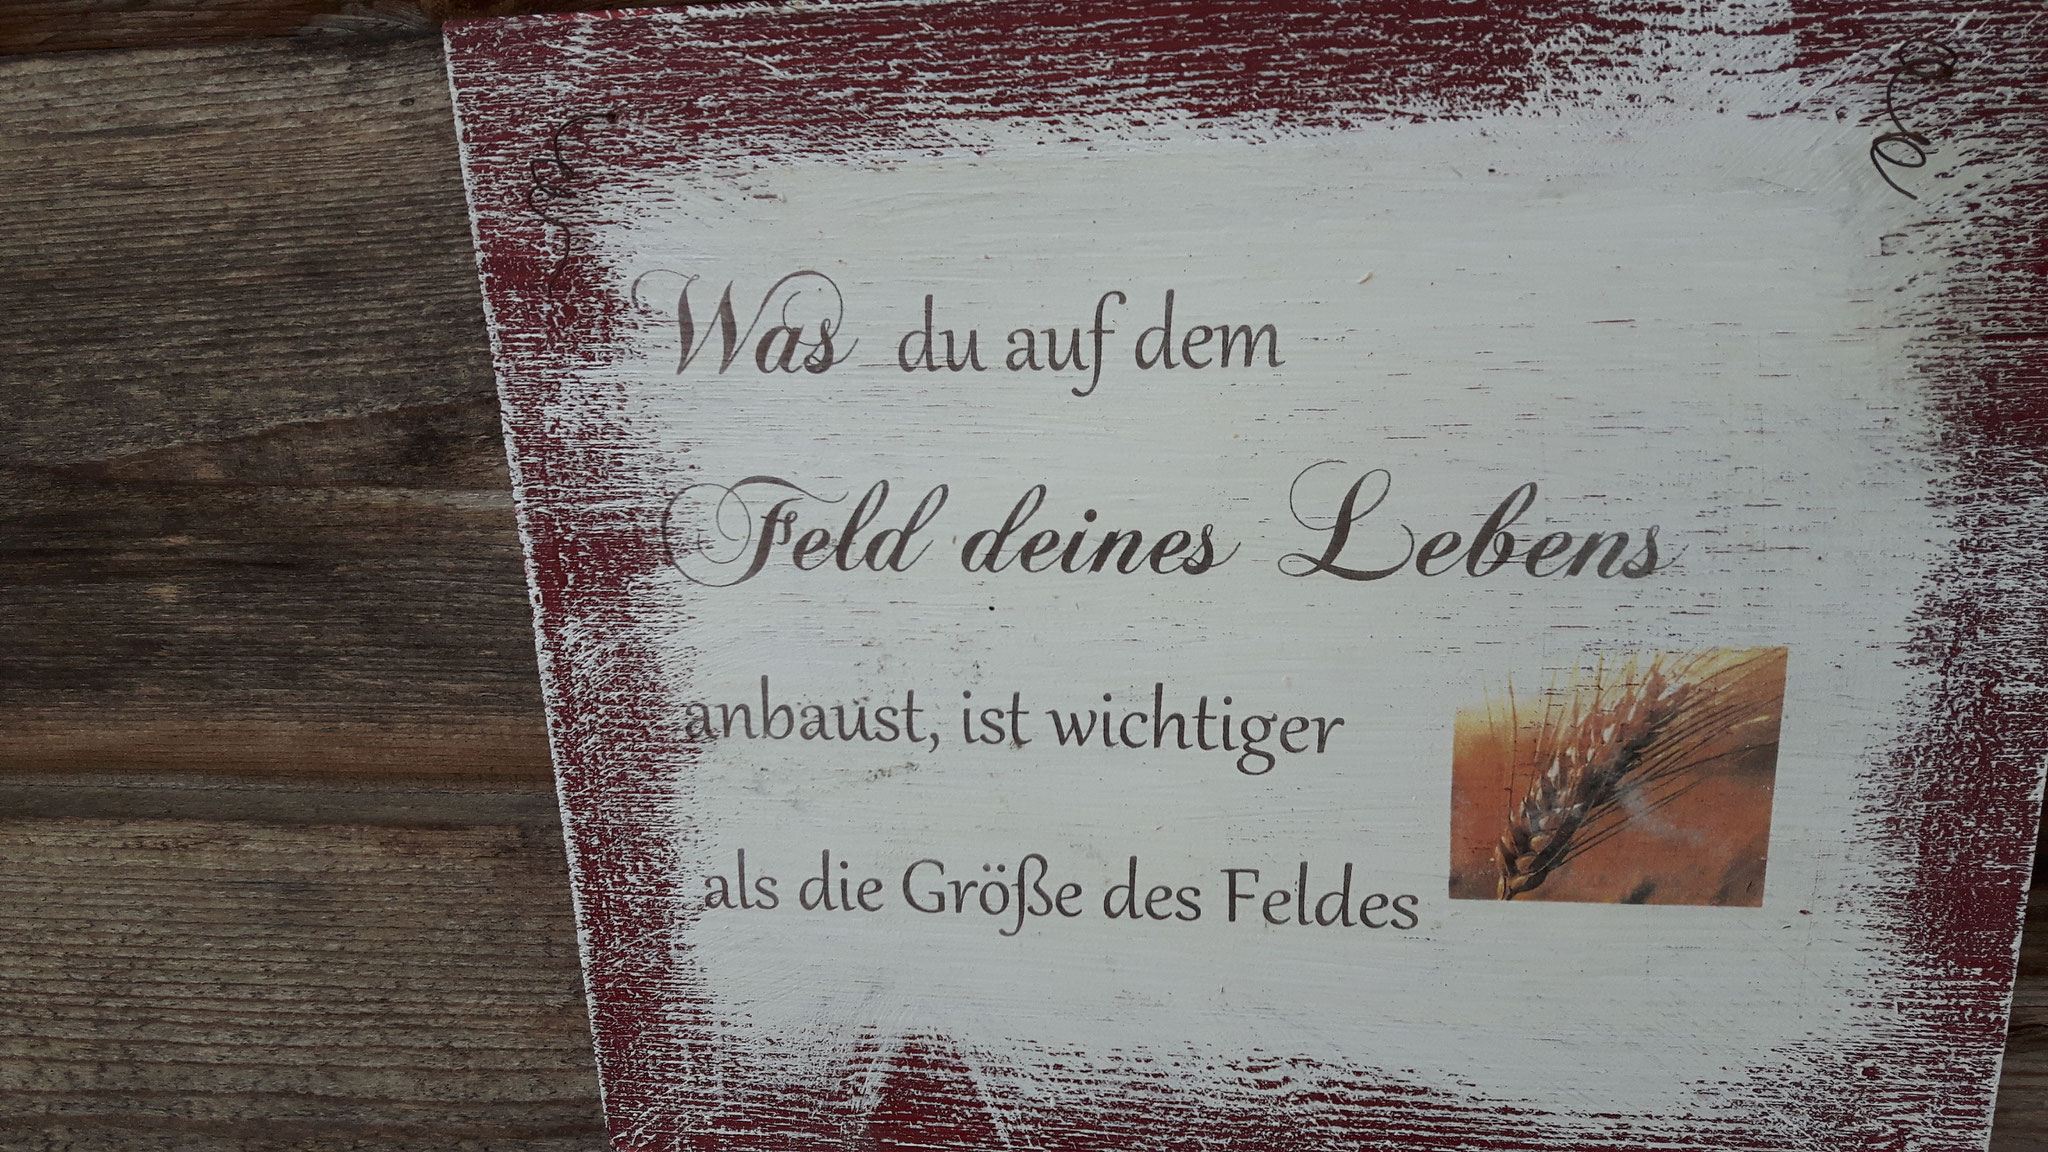 Was du auf dem
Feld deines Lebens
anbaust, ist wichtiger
als die Größe des Feldes